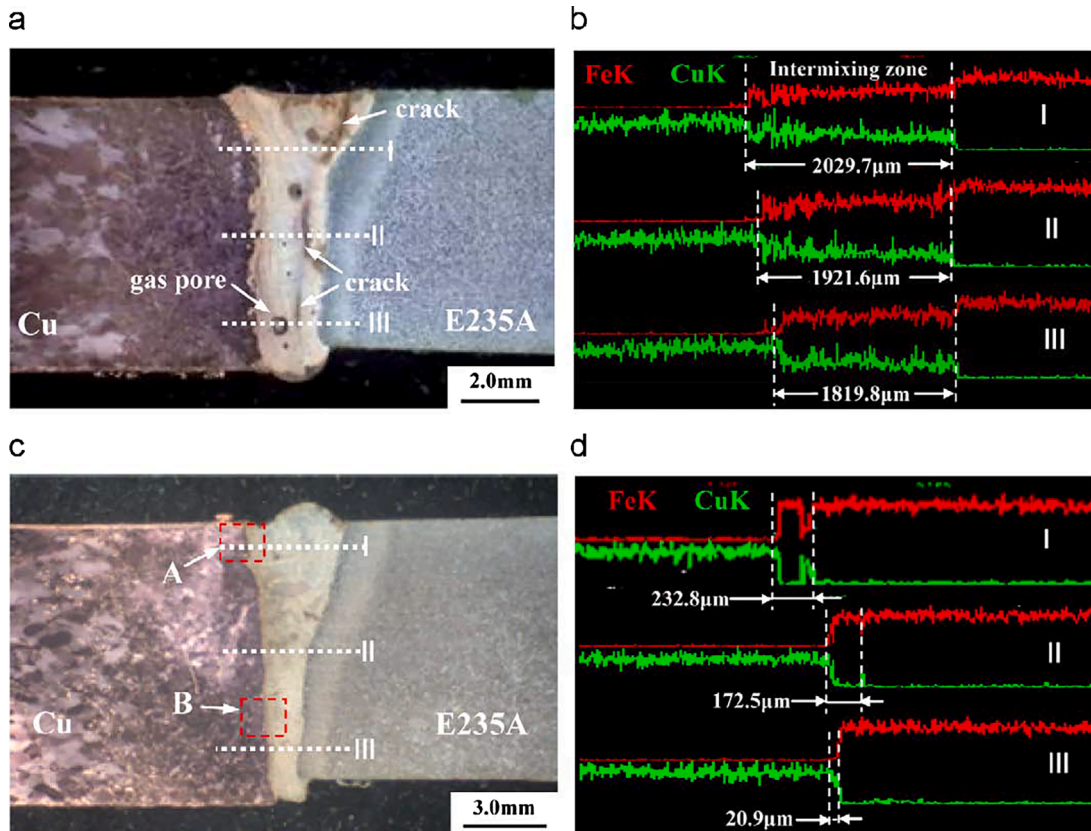 a
crack
I
II
gas pore
crack
Cu
III
E235A
2.0mm
b
FeK CuK Intermixing zone
I
2029.7μm
II
1921.6μm
III
1819.8μm
c
I
A
II
B
Cu
E235A
III
3.0mm
d
FeK CuK
I
232.8μm
II
172.5μm
III
20.9μm